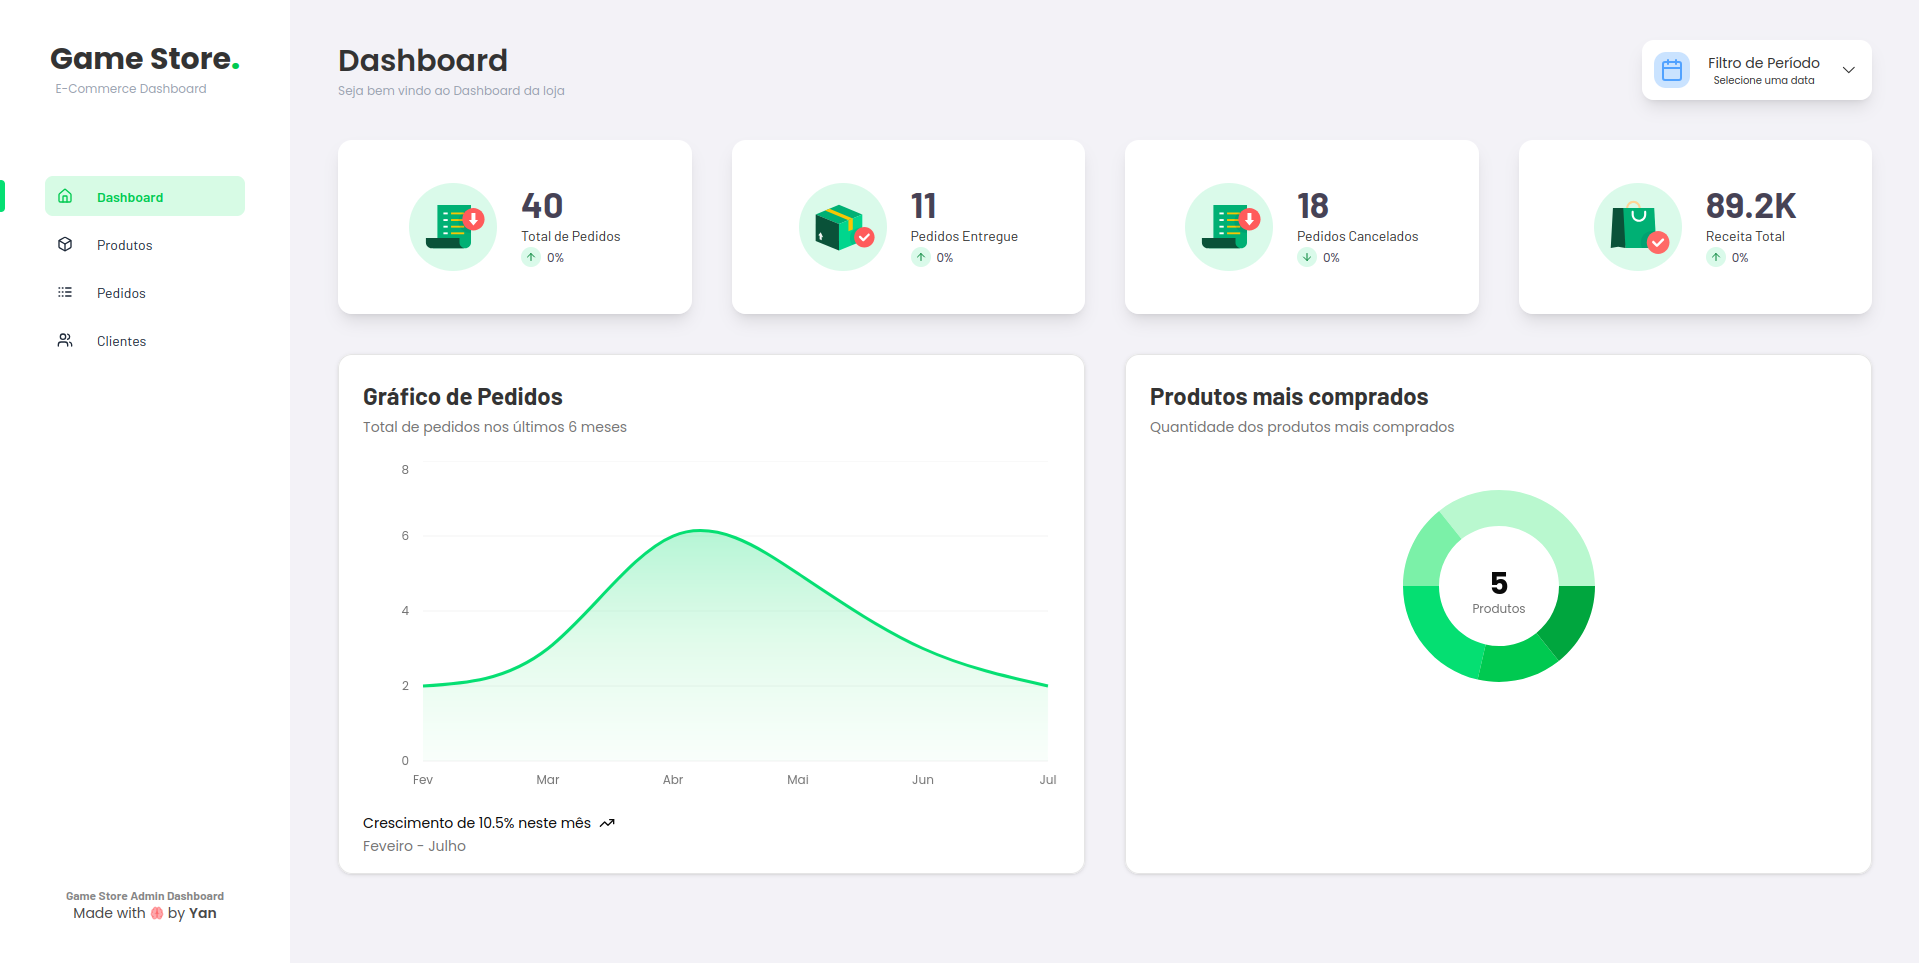 Game Store.
E-Commerce Dashboard
Dashboard
Produtos
Pedidos
Clientes
Game Store Admin Dashboard
Made with 🧠 by Yan
Dashboard
Seja bem vindo ao Dashboard da loja
Filtro de Período
Selecione uma data
40
Total de Pedidos
0%
11
Pedidos Entregue
0%
18
Pedidos Cancelados
0%
89.2K
Receita Total
0%
Gráfico de Pedidos
Total de pedidos nos últimos 6 meses
8
6
4
2
0
Fev Mar Abr Mai Jun Jul
Crescimento de 10.5% neste mês
Feveiro - Julho
Produtos mais comprados
Quantidade dos produtos mais comprados
5
Produtos